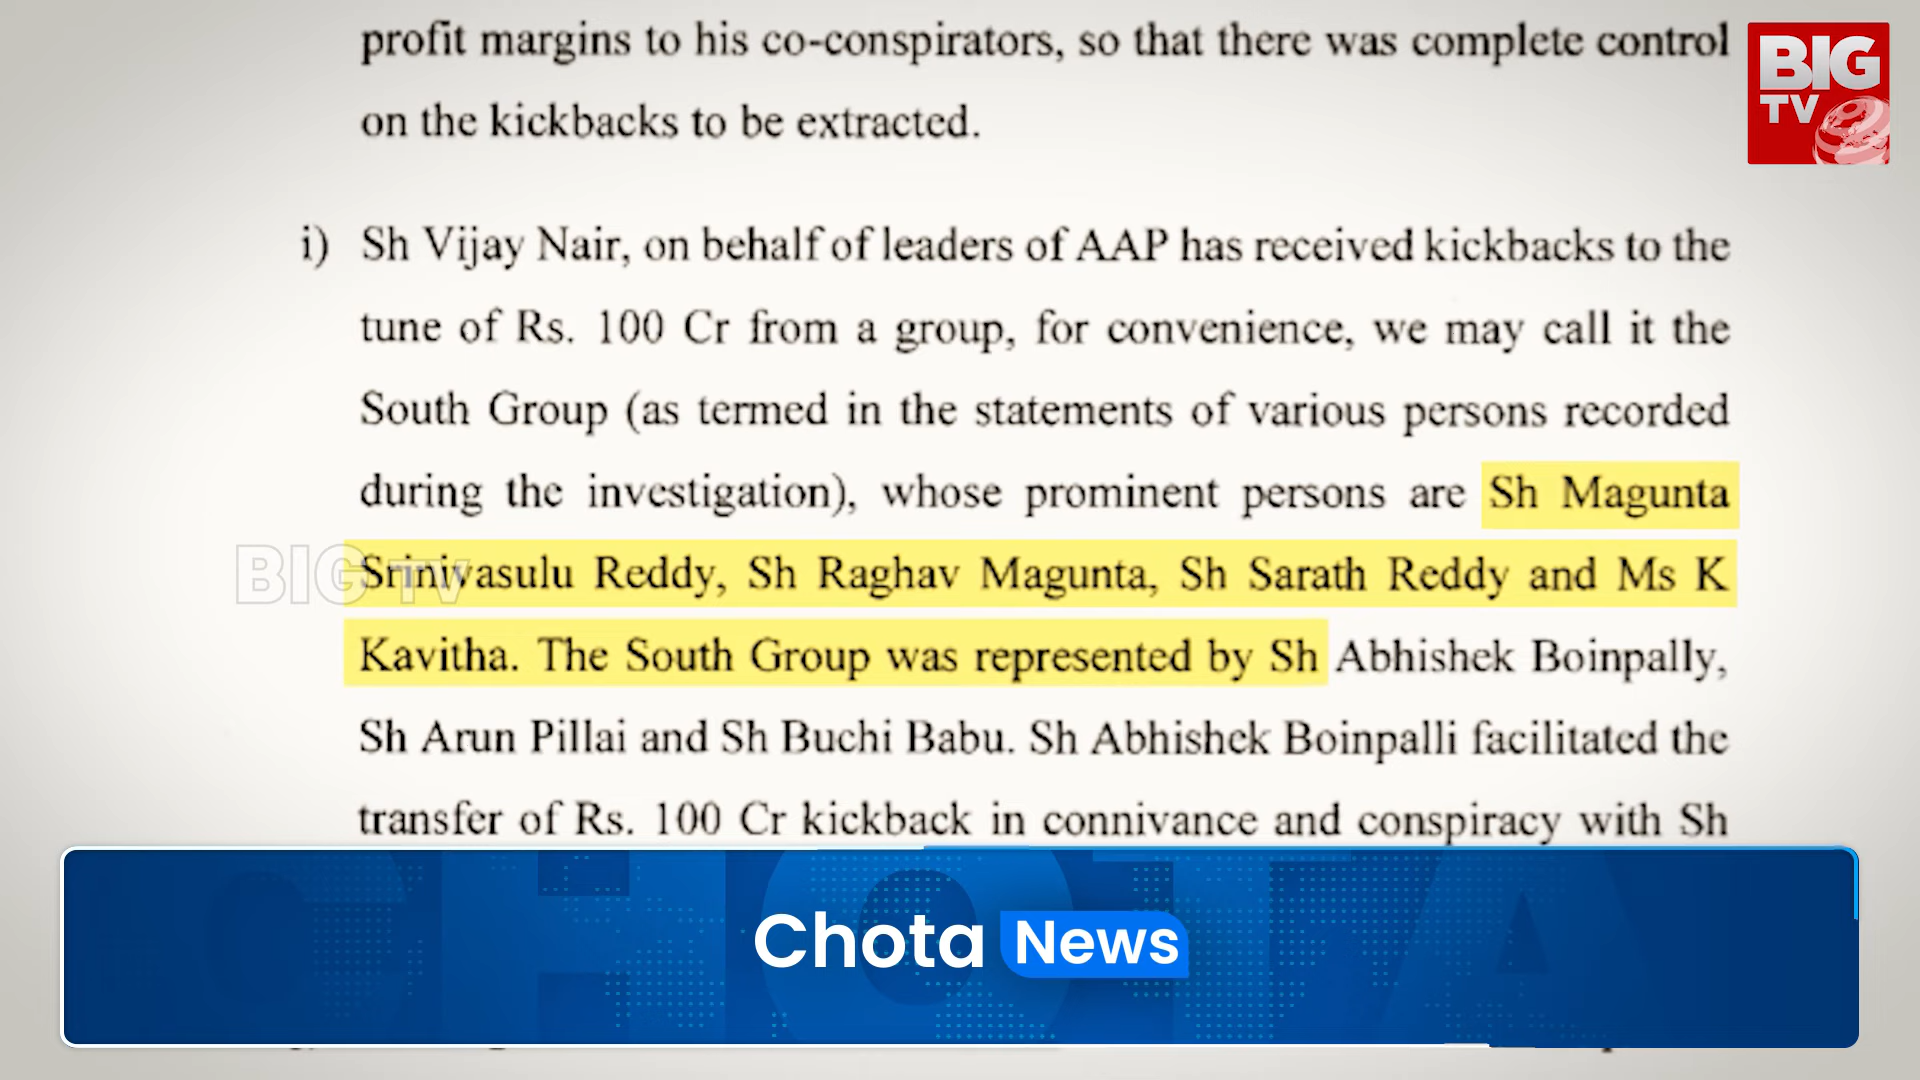 profit margins to his co-conspirators, so that there was complete control
on the kickbacks to be extracted.
BIG
TV
i) Sh Vijay Nair, on behalf of leaders of AAP has received kickbacks to the
tune of Rs. 100 Cr from a group, for convenience, we may call it the
South Group (as termed in the statements of various persons recorded
during the investigation), whose prominent persons are Sh Magunta
Srinivasulu Reddy, Sh Raghav Magunta, Sh Sarath Reddy and Ms K
BIG TV
Kavitha. The South Group was represented by Sh Abhishek Boinpally,
Sh Arun Pillai and Sh Buchi Babu. Sh Abhishek Boinpalli facilitated the
transfer of Rs. 100 Cr kickback in connivance and conspiracy with Sh
CHOTA
Chota News